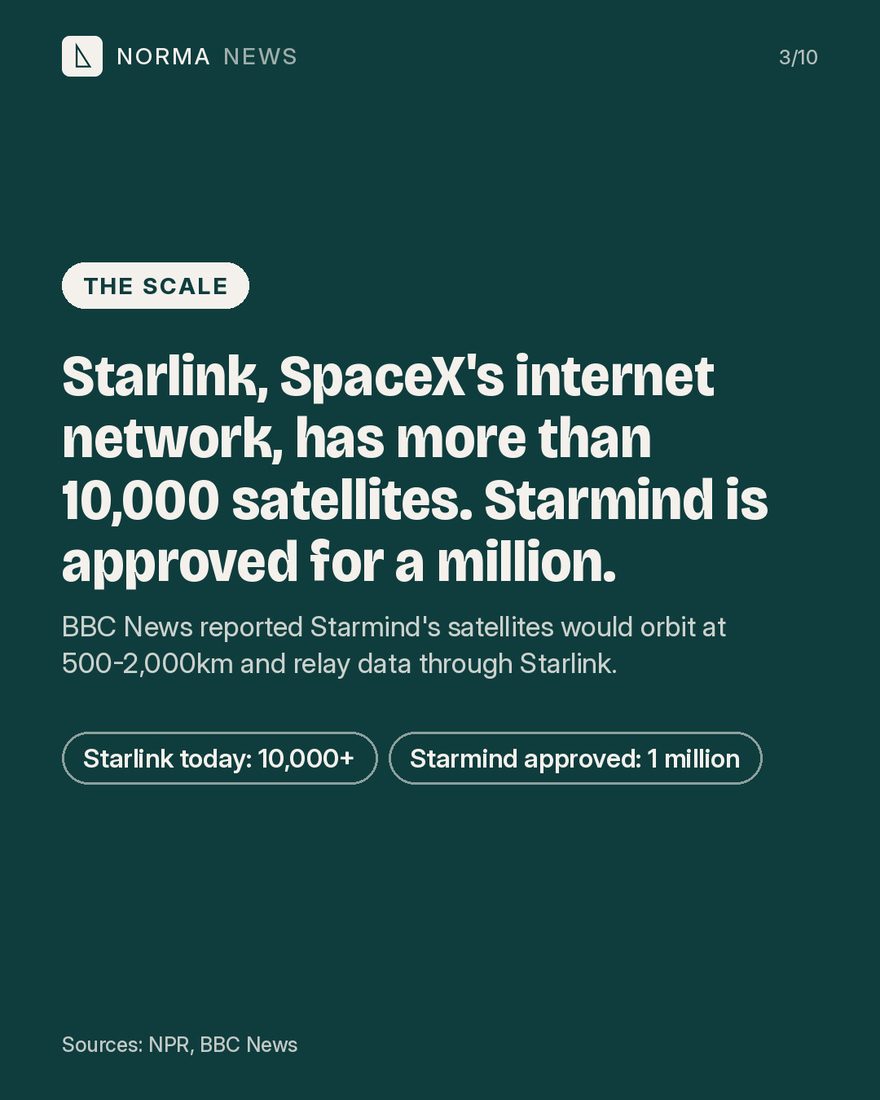 NORMA NEWS
3/10
THE SCALE
Starlink, SpaceX's internet
network, has more than
10,000 satellites. Starmind is
approved for a million.
BBC News reported Starmind's satellites would orbit at
500-2,000km and relay data through Starlink.
Starlink today: 10,000+
Starmind approved: 1 million
Sources: NPR, BBC News